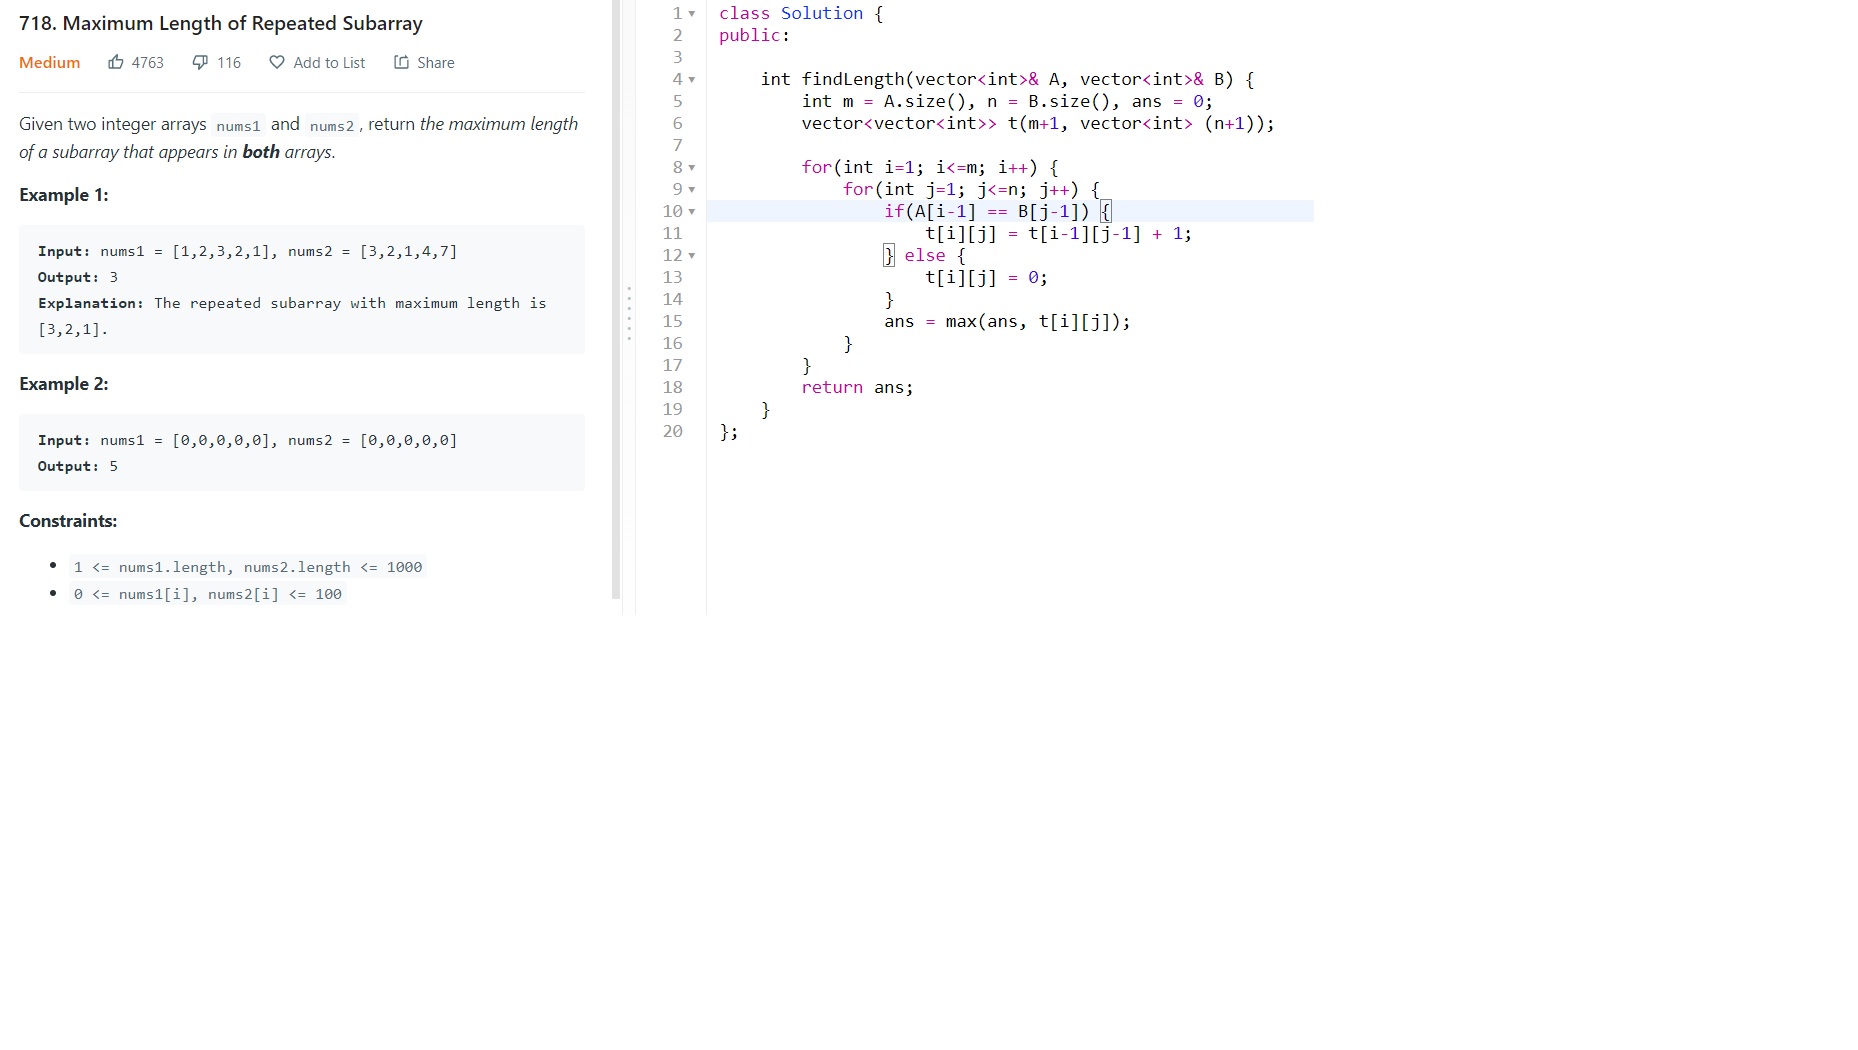 718. Maximum Length of Repeated Subarray
Medium 4763 116 Add to List Share
Given two integer arrays nums1 and nums2 , return the maximum length
of a subarray that appears in both arrays.
Example 1:
Input: nums1 = [1,2,3,2,1], nums2 = [3,2,1,4,7]
Output: 3
Explanation: The repeated subarray with maximum length is
[3,2,1].
Example 2:
Input: nums1 = [0,0,0,0,0], nums2 = [0,0,0,0,0]
Output: 5
Constraints:
• 1 <= nums1.length, nums2.length <= 1000
• 0 <= nums1[i], nums2[i] <= 100
1 class Solution {
2 public:
3
4     int findLength(vector<int>& A, vector<int>& B) {
5         int m = A.size(), n = B.size(), ans = 0;
6         vector<vector<int>> t(m+1, vector<int> (n+1));
7
8         for(int i=1; i<=m; i++) {
9             for(int j=1; j<=n; j++) {
10                 if(A[i-1] == B[j-1]) {
11                     t[i][j] = t[i-1][j-1] + 1;
12                 } else {
13                     t[i][j] = 0;
14                 }
15                 ans = max(ans, t[i][j]);
16             }
17         }
18         return ans;
19     }
20 };